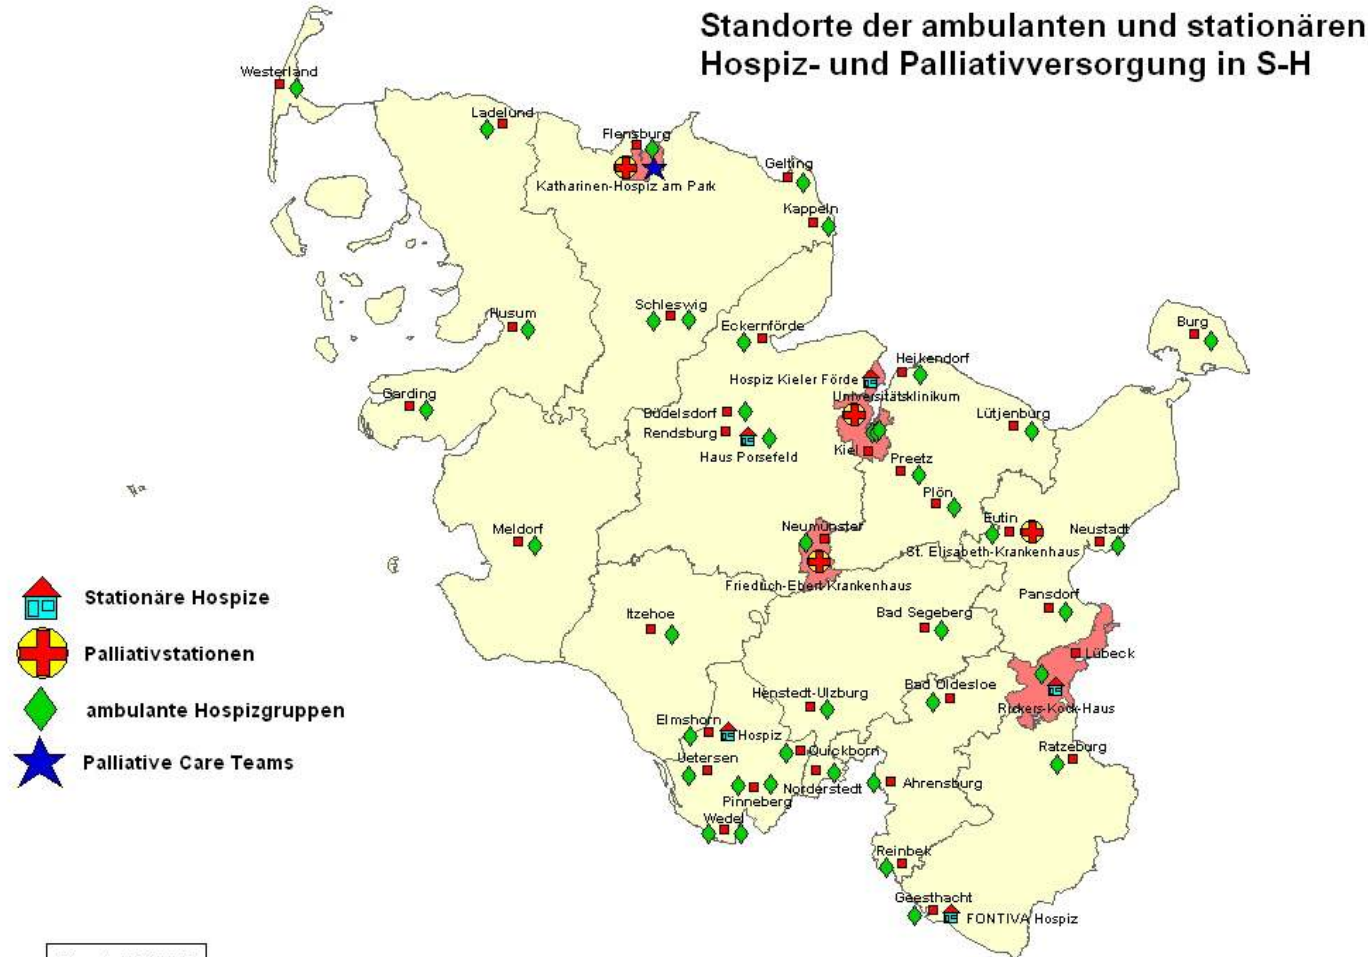 Standorte der ambulanten und stationären
Hospiz- und Palliativversorgung in S-H
Westerland
Ladelund
Flensburg
Katharinen-Hospiz am Park
Gelting
Kappeln
Husum
Schleswig
Eckernförde
Burg
Heikendorf
Hospiz Kieler Förde
Universitätsklinikum
Garding
Büdelsdorf
Lütjenburg
Rendsburg
Haus Porsefeld
Kiel
Preetz
Plön
Meldorf
Neumünster
Eutin
Neustadt
St. Elisabeth-Krankenhaus
Friedrich-Ebert Krankenhaus
Stationäre Hospize
Pansdorf
Itzehoe
Bad Segeberg
Palliativstationen
Lübeck
Bad Oldesloe
Henstedt-Ulzburg
ambulante Hospizgruppen
Rickers-Kock-Haus
Elmshorn
Hospiz
Quickborn
Ratzeburg
Uetersen
Palliative Care Teams
Norderstedt
Ahrensburg
Pinneberg
Wedel
Reinbek
Geesthacht
FONTIVA Hospiz